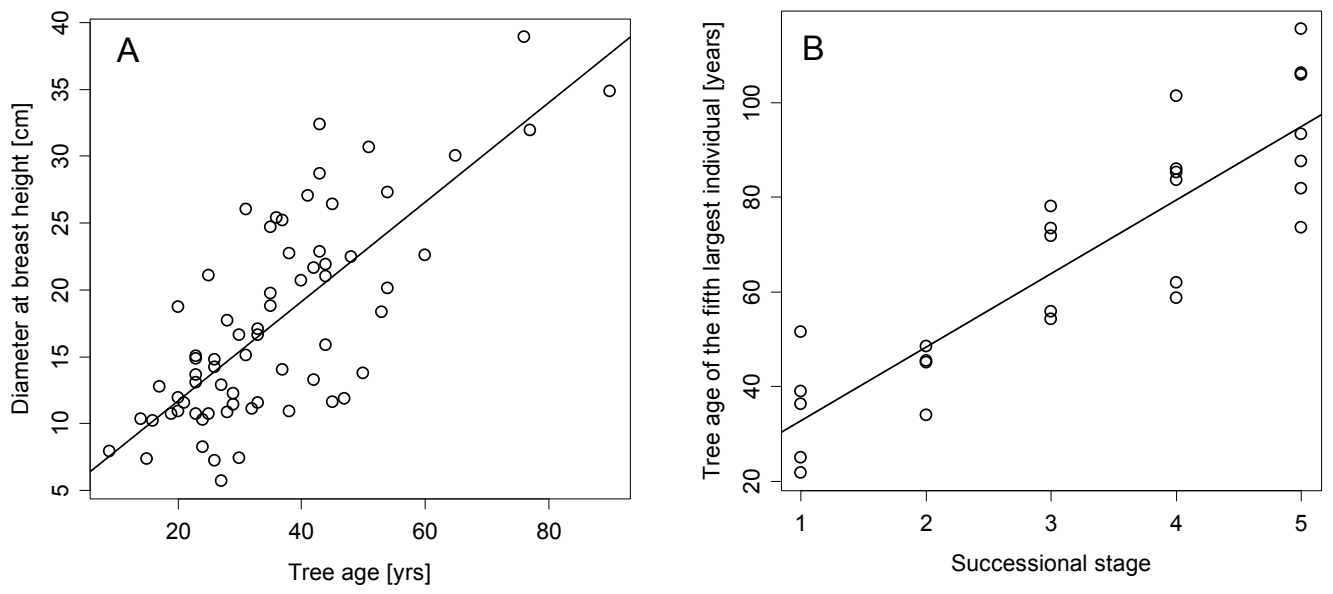 A
Diameter at breast height [cm]
40
35
30
25
20
15
10
5
20 40 60 80
Tree age [yrs]
B
Tree age of the fifth largest individual [years]
100
80
60
40
20
1 2 3 4 5
Successional stage